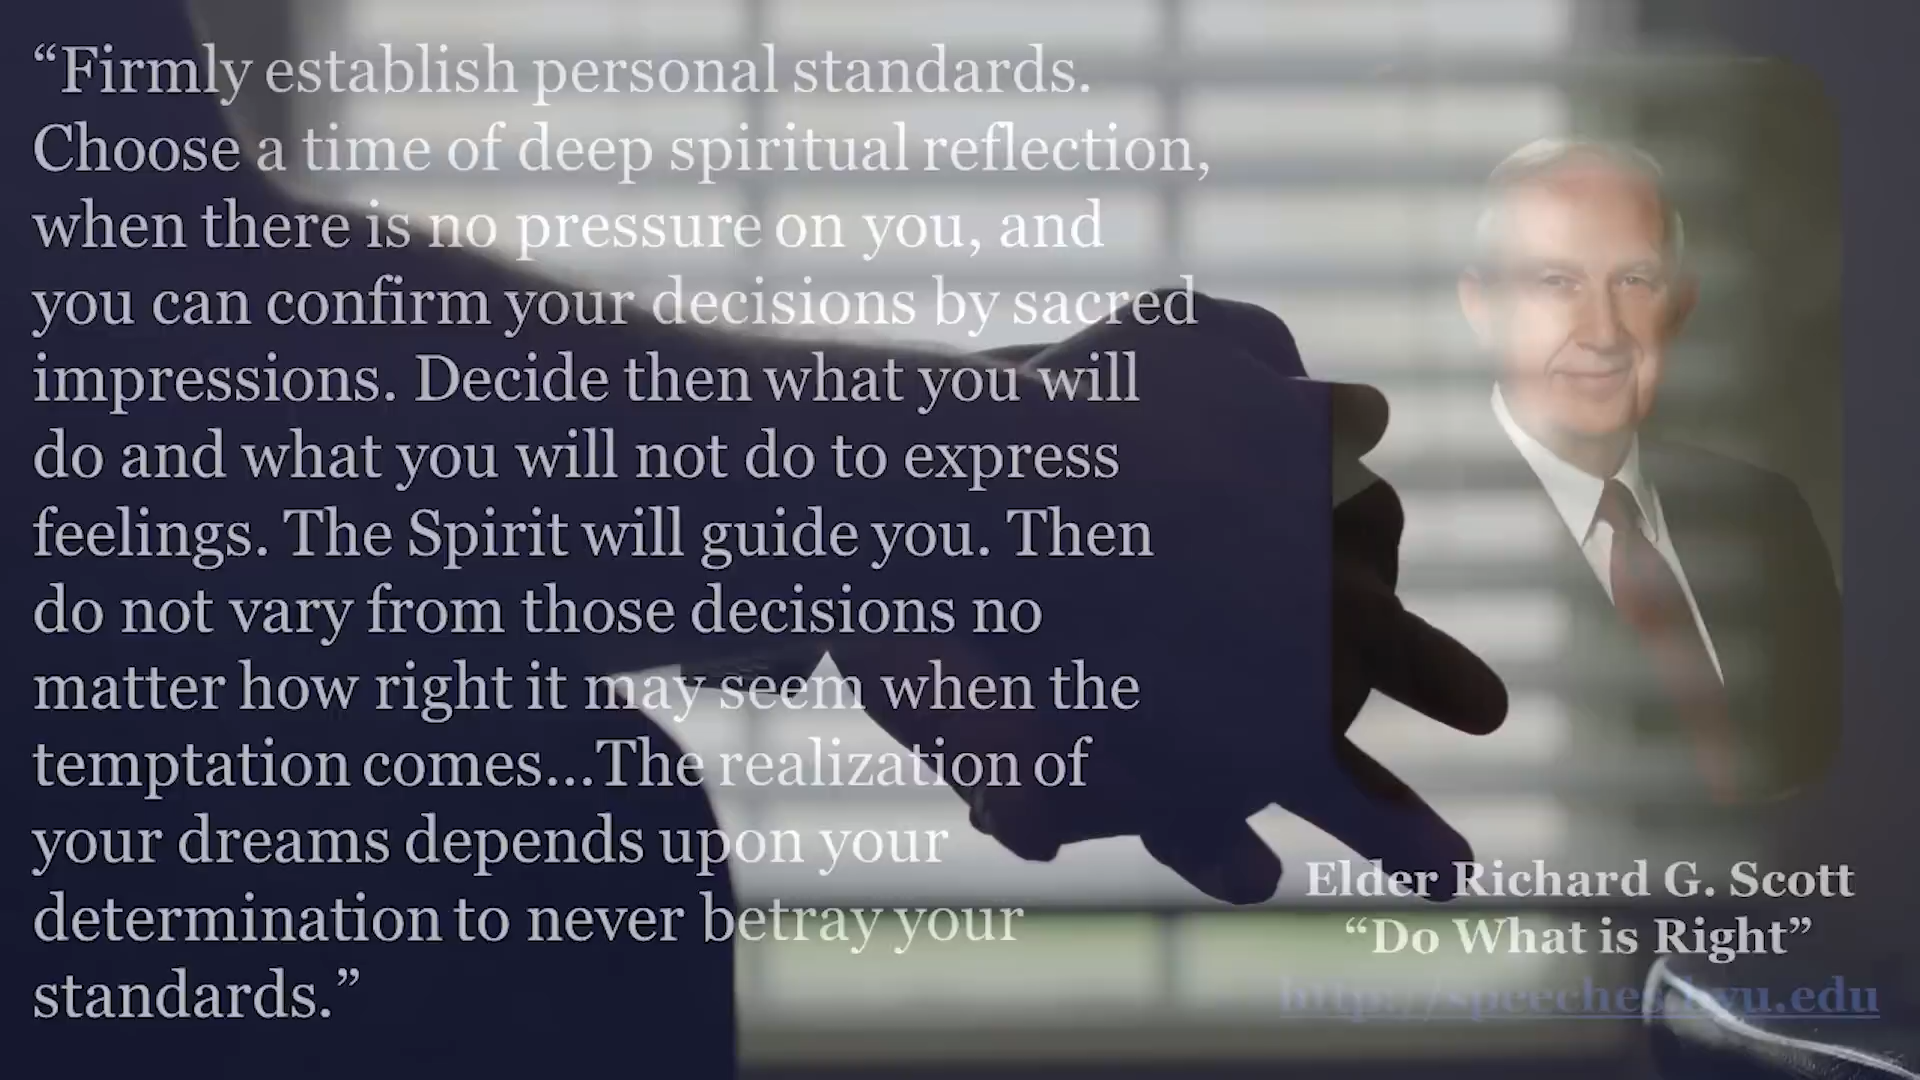 “Firmly establish personal standards.
Choose a time of deep spiritual reflection,
when there is no pressure on you, and
you can confirm your decisions by sacred
impressions. Decide then what you will
do and what you will not do to express
feelings. The Spirit will guide you. Then
do not vary from those decisions no
matter how right it may seem when the
temptation comes...The realization of
your dreams depends upon your
determination to never betray your
standards.”
Elder Richard G. Scott
“Do What is Right”
http://speeches.byu.edu